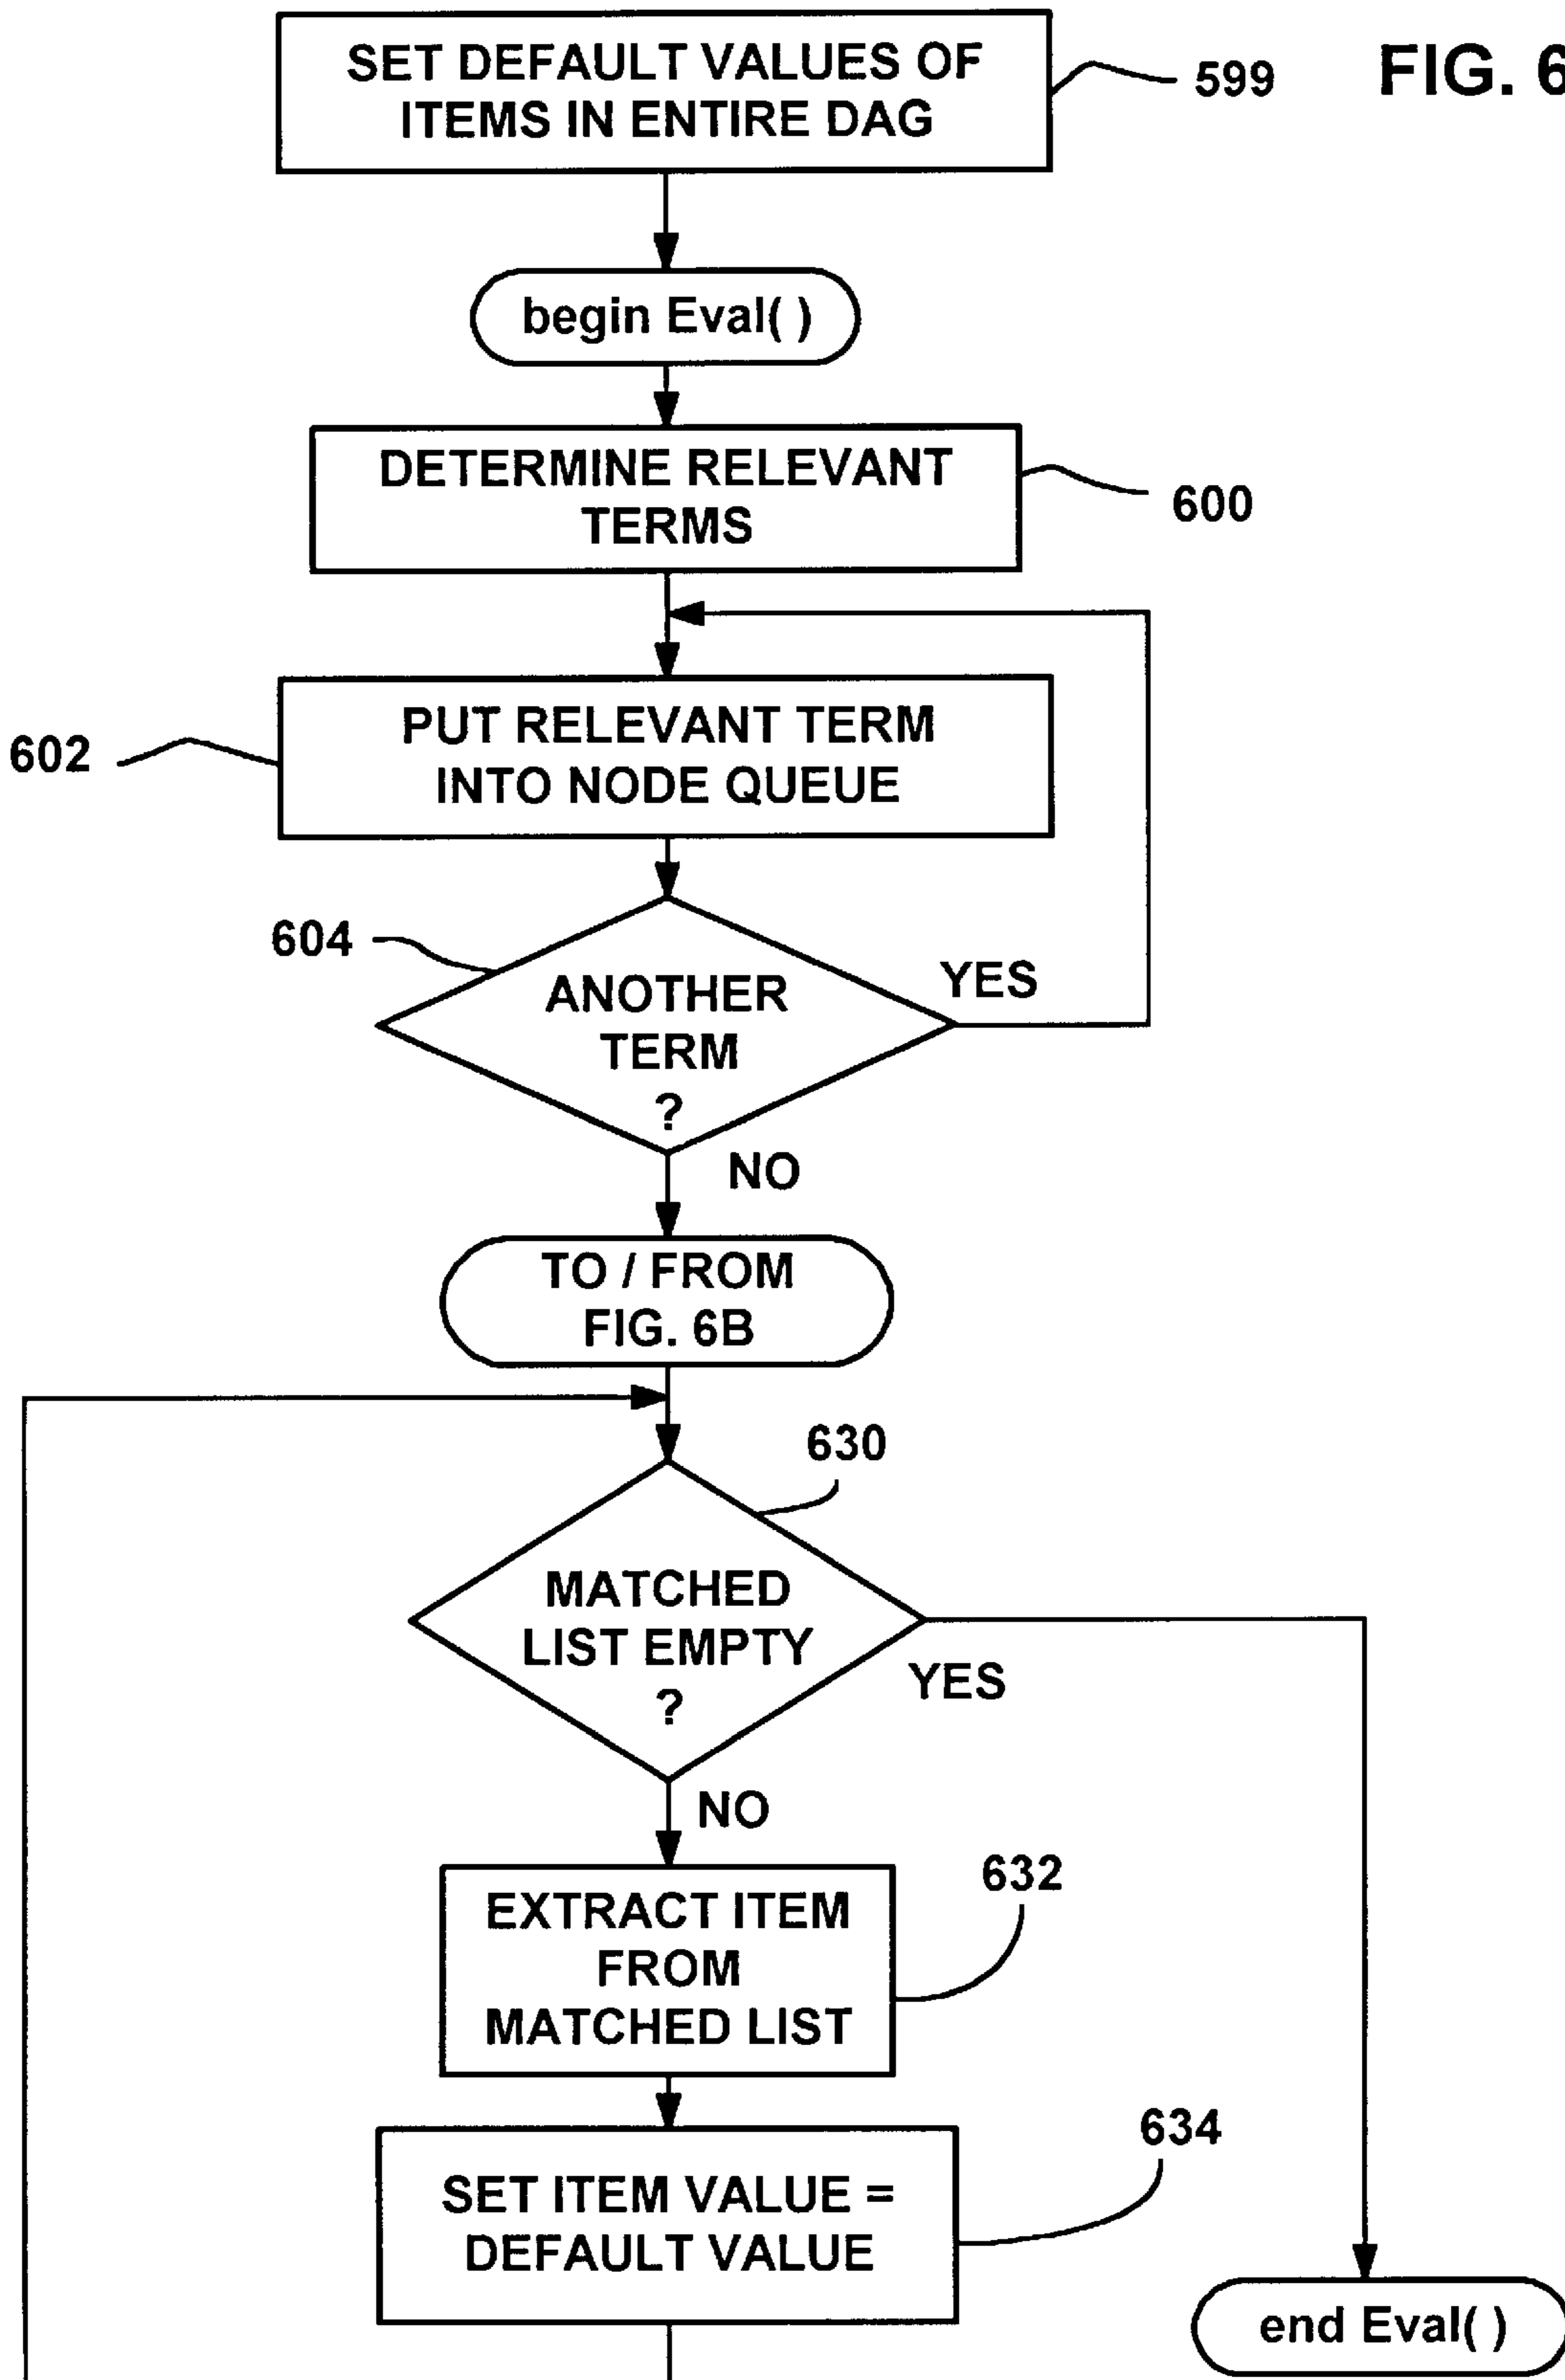 SET DEFAULT VALUES OF
ITEMS IN ENTIRE DAG
599
FIG. 6
begin Eval( )
DETERMINE RELEVANT
TERMS
600
PUT RELEVANT TERM
INTO NODE QUEUE
602
604
ANOTHER
TERM
?
YES
NO
TO / FROM
FIG. 6B
630
MATCHED
LIST EMPTY
?
YES
NO
EXTRACT ITEM
FROM
MATCHED LIST
632
634
SET ITEM VALUE =
DEFAULT VALUE
end Eval( )